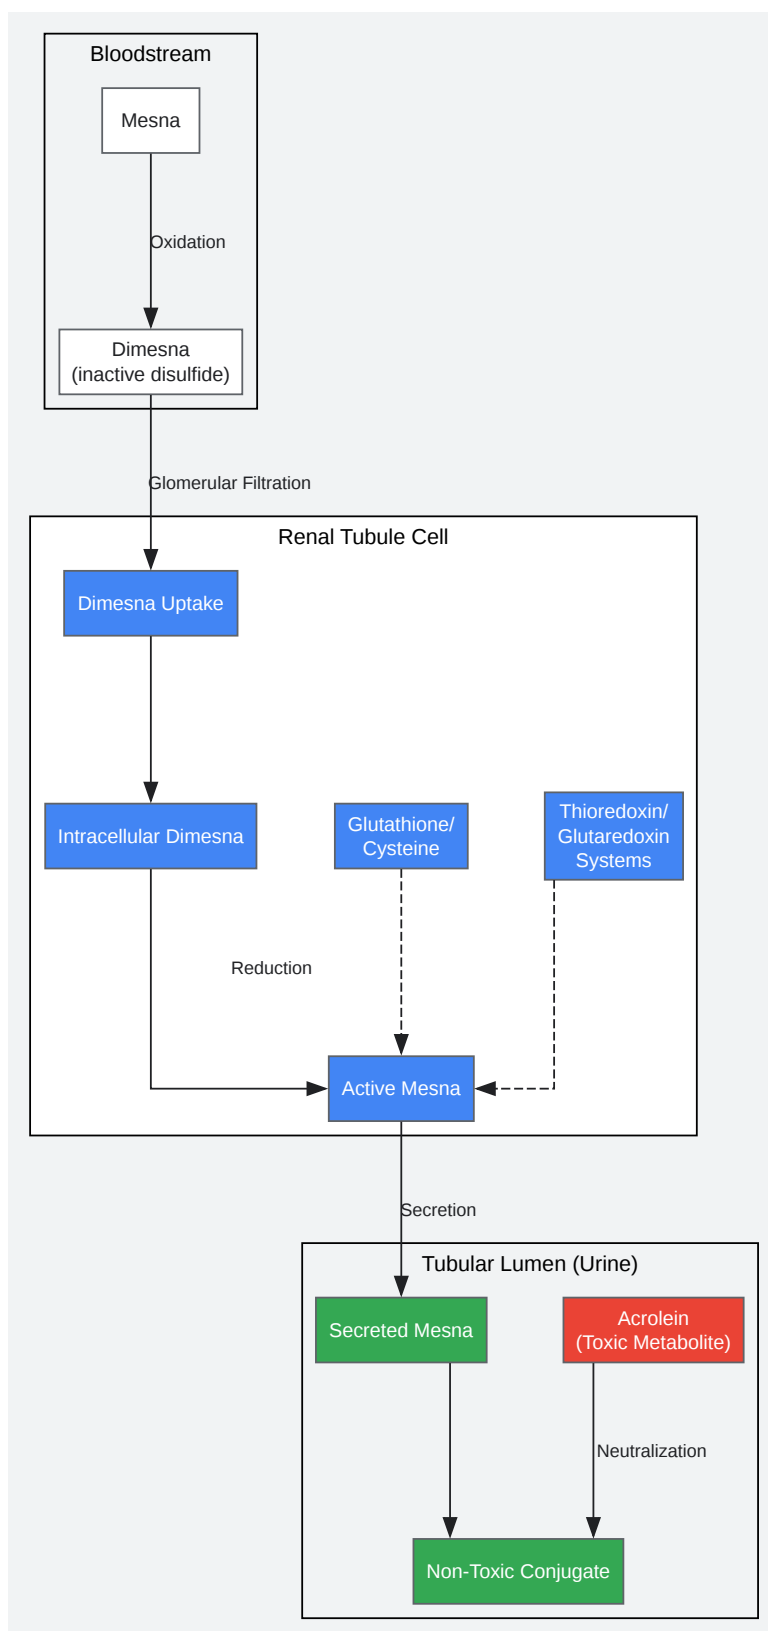 Bloodstream
Mesna
Oxidation
Dimesna
(inactive disulfide)
Glomerular Filtration
Renal Tubule Cell
Dimesna Uptake
Intracellular Dimesna
Glutathione/
Cysteine
Thioredoxin/
Glutaredoxin
Systems
Reduction
Active Mesna
Secretion
Tubular Lumen (Urine)
Secreted Mesna
Acrolein
(Toxic Metabolite)
Neutralization
Non-Toxic Conjugate